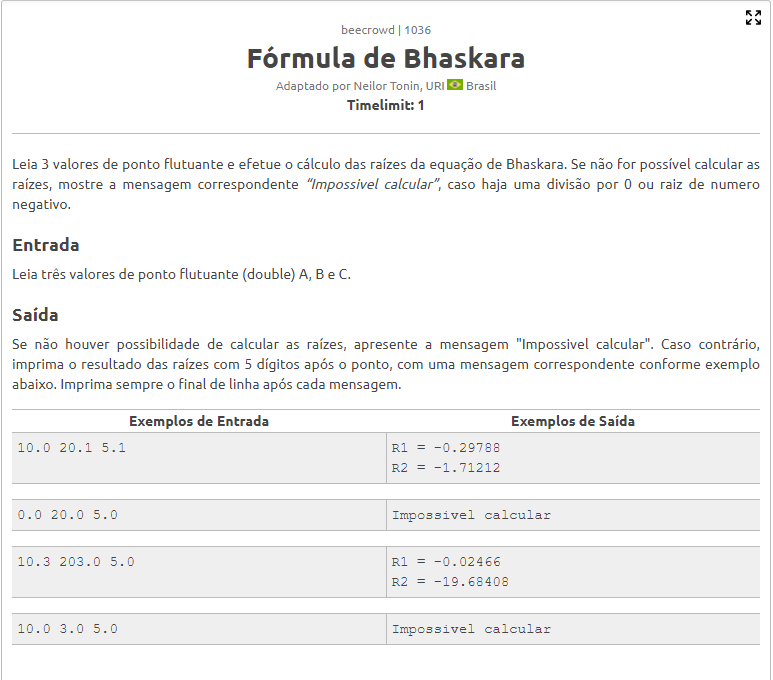 beecrowd | 1036
Fórmula de Bhaskara
Adaptado por Neilor Tonin, URI Brasil
Timelimit: 1
Leia 3 valores de ponto flutuante e efetue o cálculo das raízes da equação de Bhaskara. Se não for possível calcular as
raízes, mostre a mensagem correspondente “Impossivel calcular”, caso haja uma divisão por 0 ou raiz de numero
negativo.
Entrada
Leia três valores de ponto flutuante (double) A, B e C.
Saída
Se não houver possibilidade de calcular as raízes, apresente a mensagem "Impossivel calcular". Caso contrário,
imprima o resultado das raízes com 5 dígitos após o ponto, com uma mensagem correspondente conforme exemplo
abaixo. Imprima sempre o final de linha após cada mensagem.
Exemplos de Entrada Exemplos de Saída
10.0 20.1 5.1 R1 = -0.29788
R2 = -1.71212
0.0 20.0 5.0 Impossivel calcular
10.3 203.0 5.0 R1 = -0.02466
R2 = -19.68408
10.0 3.0 5.0 Impossivel calcular